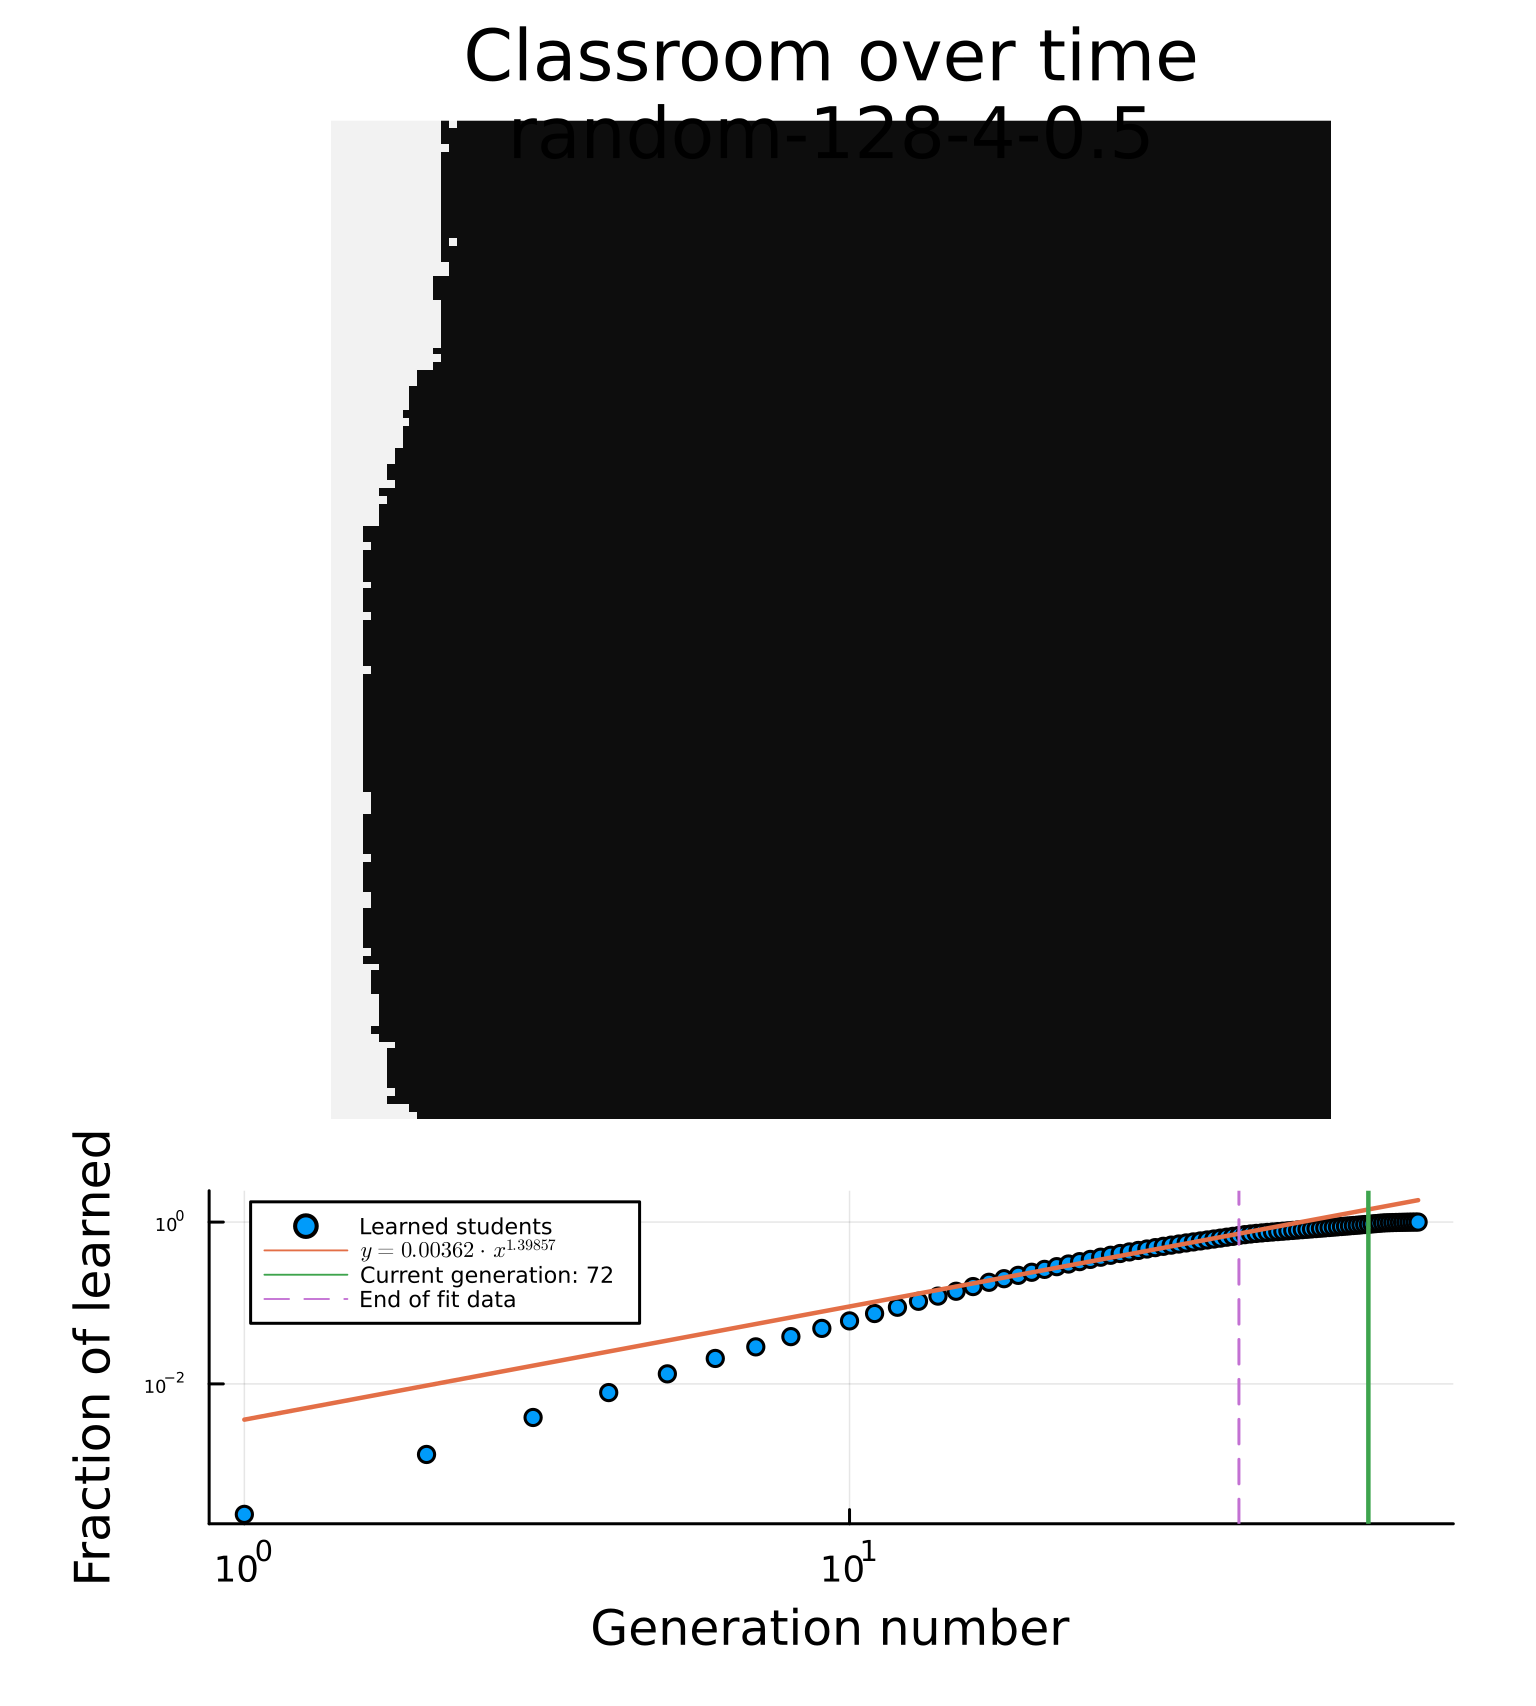 Classroom over time
random-128-4-0.5
Fraction of learned
10⁰
10⁻²
Learned students
y = 0.00362 · x^1.39857
Current generation: 72
End of fit data
10⁰
10¹
Generation number